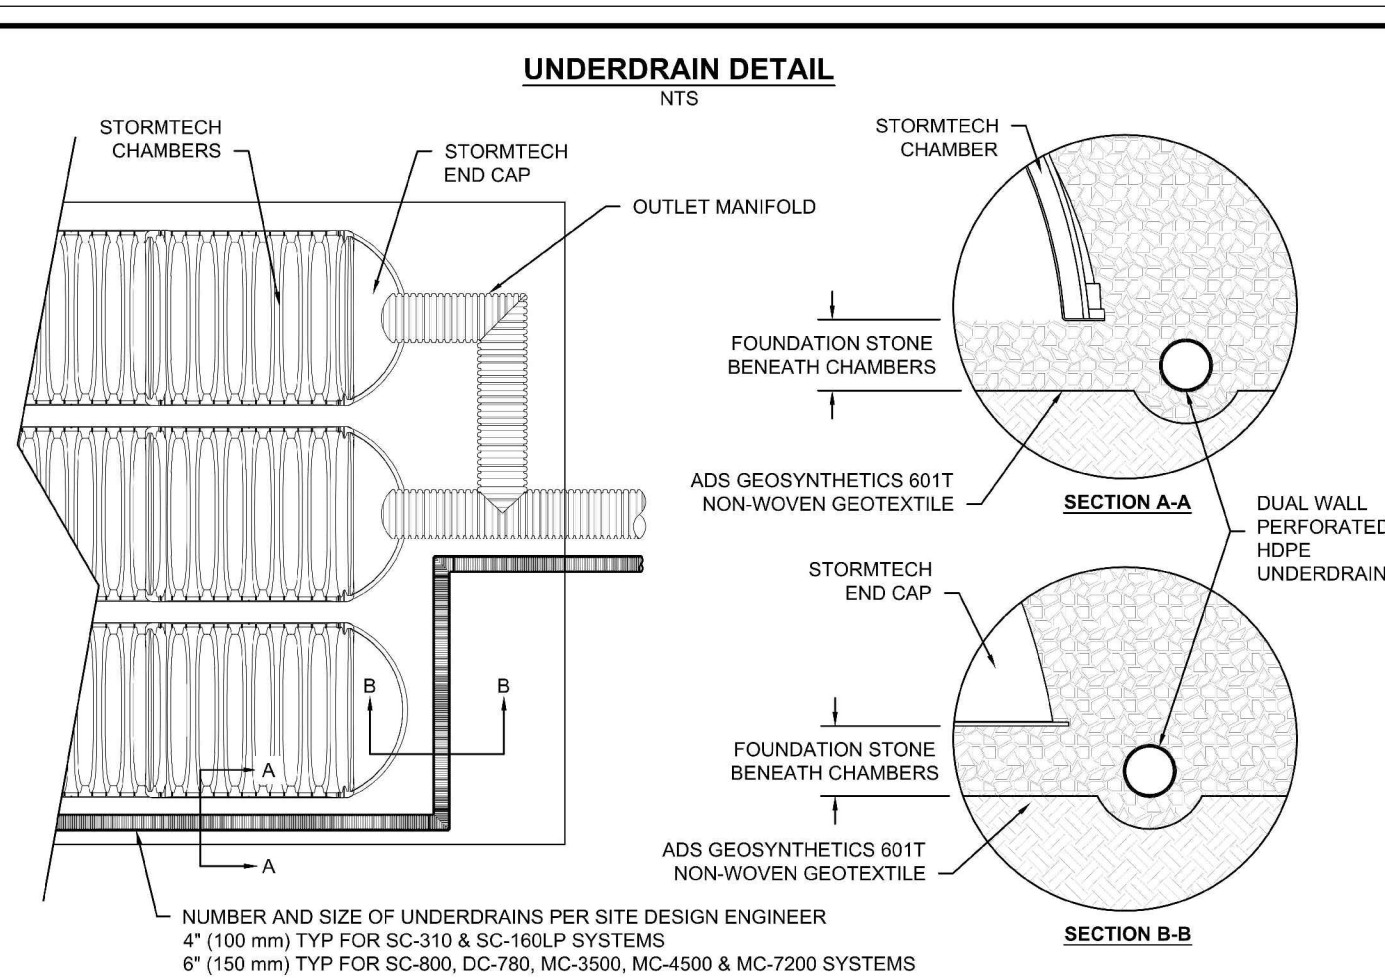 UNDERDRAIN DETAIL
NTS
STORMTECH
CHAMBERS
STORMTECH
END CAP
OUTLET MANIFOLD
STORMTECH
CHAMBER
FOUNDATION STONE
BENEATH CHAMBERS
ADS GEOSYNTHETICS 601T
NON-WOVEN GEOTEXTILE
SECTION A-A
DUAL WALL
PERFORATED
HDPE
UNDERDRAIN
STORMTECH
END CAP
B B
A
A
FOUNDATION STONE
BENEATH CHAMBERS
ADS GEOSYNTHETICS 601T
NON-WOVEN GEOTEXTILE
SECTION B-B
NUMBER AND SIZE OF UNDERDRAINS PER SITE DESIGN ENGINEER
4" (100 mm) TYP FOR SC-310 & SC-160LP SYSTEMS
6" (150 mm) TYP FOR SC-800, DC-780, MC-3500, MC-4500 & MC-7200 SYSTEMS